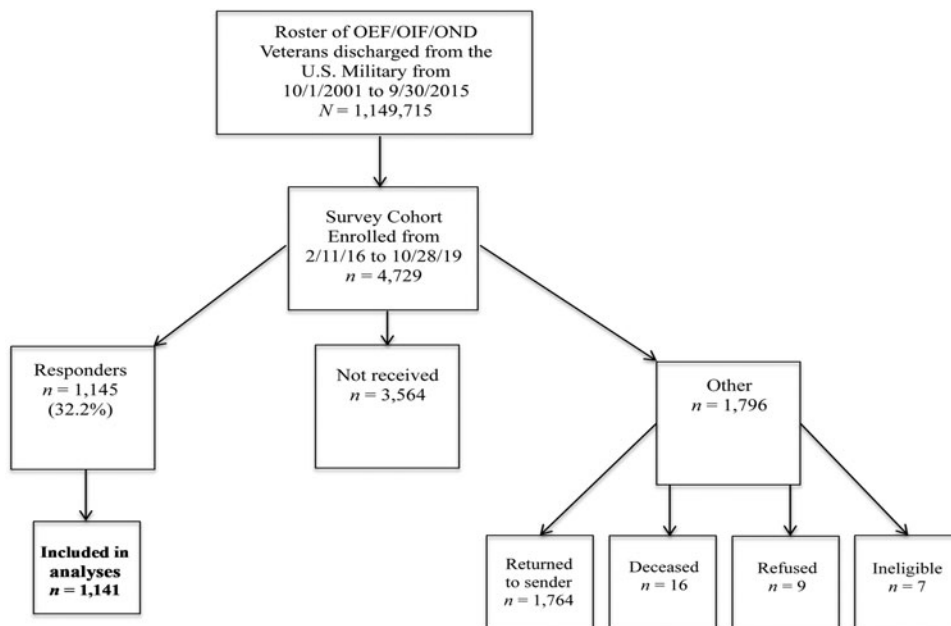 Roster of OEF/OIF/OND
Veterans discharged from the
U.S. Military from
10/1/2001 to 9/30/2015
N = 1,149,715
Survey Cohort
Enrolled from
2/11/16 to 10/28/19
n = 4,729
Responders
n = 1,145
(32.2%)
Not received
n = 3,564
Other
n = 1,796
Included in
analyses
n = 1,141
Returned
to sender
n = 1,764
Deceased
n = 16
Refused
n = 9
Ineligible
n = 7